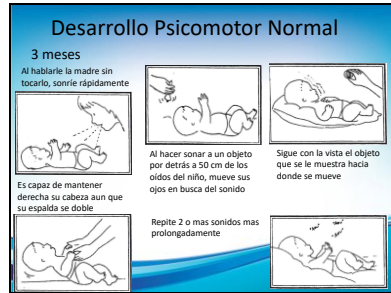 Desarrollo Psicomotor Normal
3 meses
Al hablarle la madre sin
tocarlo, sonríe rápidamente
Al hacer sonar a un objeto
por detrás a 50 cm de los
oídos del niño, mueve sus
ojos en busca del sonido
Sigue con la vista el objeto
que se le muestra hacia
donde se mueve
Es capaz de mantener
derecha su cabeza aun que
su espalda se doble
Repite 2 o mas sonidos mas
prolongadamente